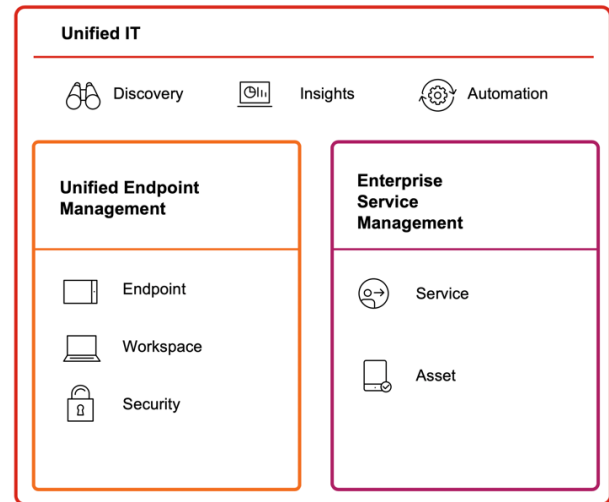 Unified IT
Discovery
Insights
Automation
Unified Endpoint
Management
Endpoint
Workspace
Security
Enterprise
Service
Management
Service
Asset